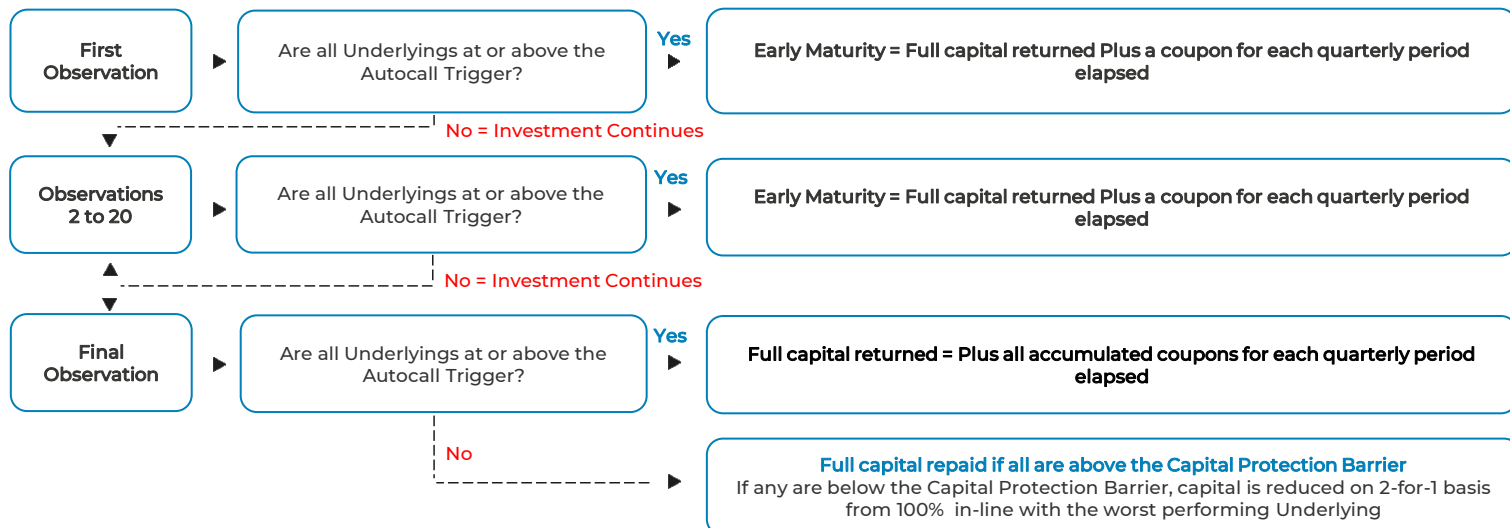 First
Observation
Are all Underlyings at or above the
Autocall Trigger?
Yes
Early Maturity = Full capital returned Plus a coupon for each quarterly period
elapsed
No = Investment Continues
Observations
2 to 20
Are all Underlyings at or above the
Autocall Trigger?
Yes
Early Maturity = Full capital returned Plus a coupon for each quarterly period
elapsed
No = Investment Continues
Final
Observation
Are all Underlyings at or above the
Autocall Trigger?
Yes
Full capital returned = Plus all accumulated coupons for each quarterly period
elapsed
No
Full capital repaid if all are above the Capital Protection Barrier
If any are below the Capital Protection Barrier, capital is reduced on 2-for-1 basis
from 100% in-line with the worst performing Underlying